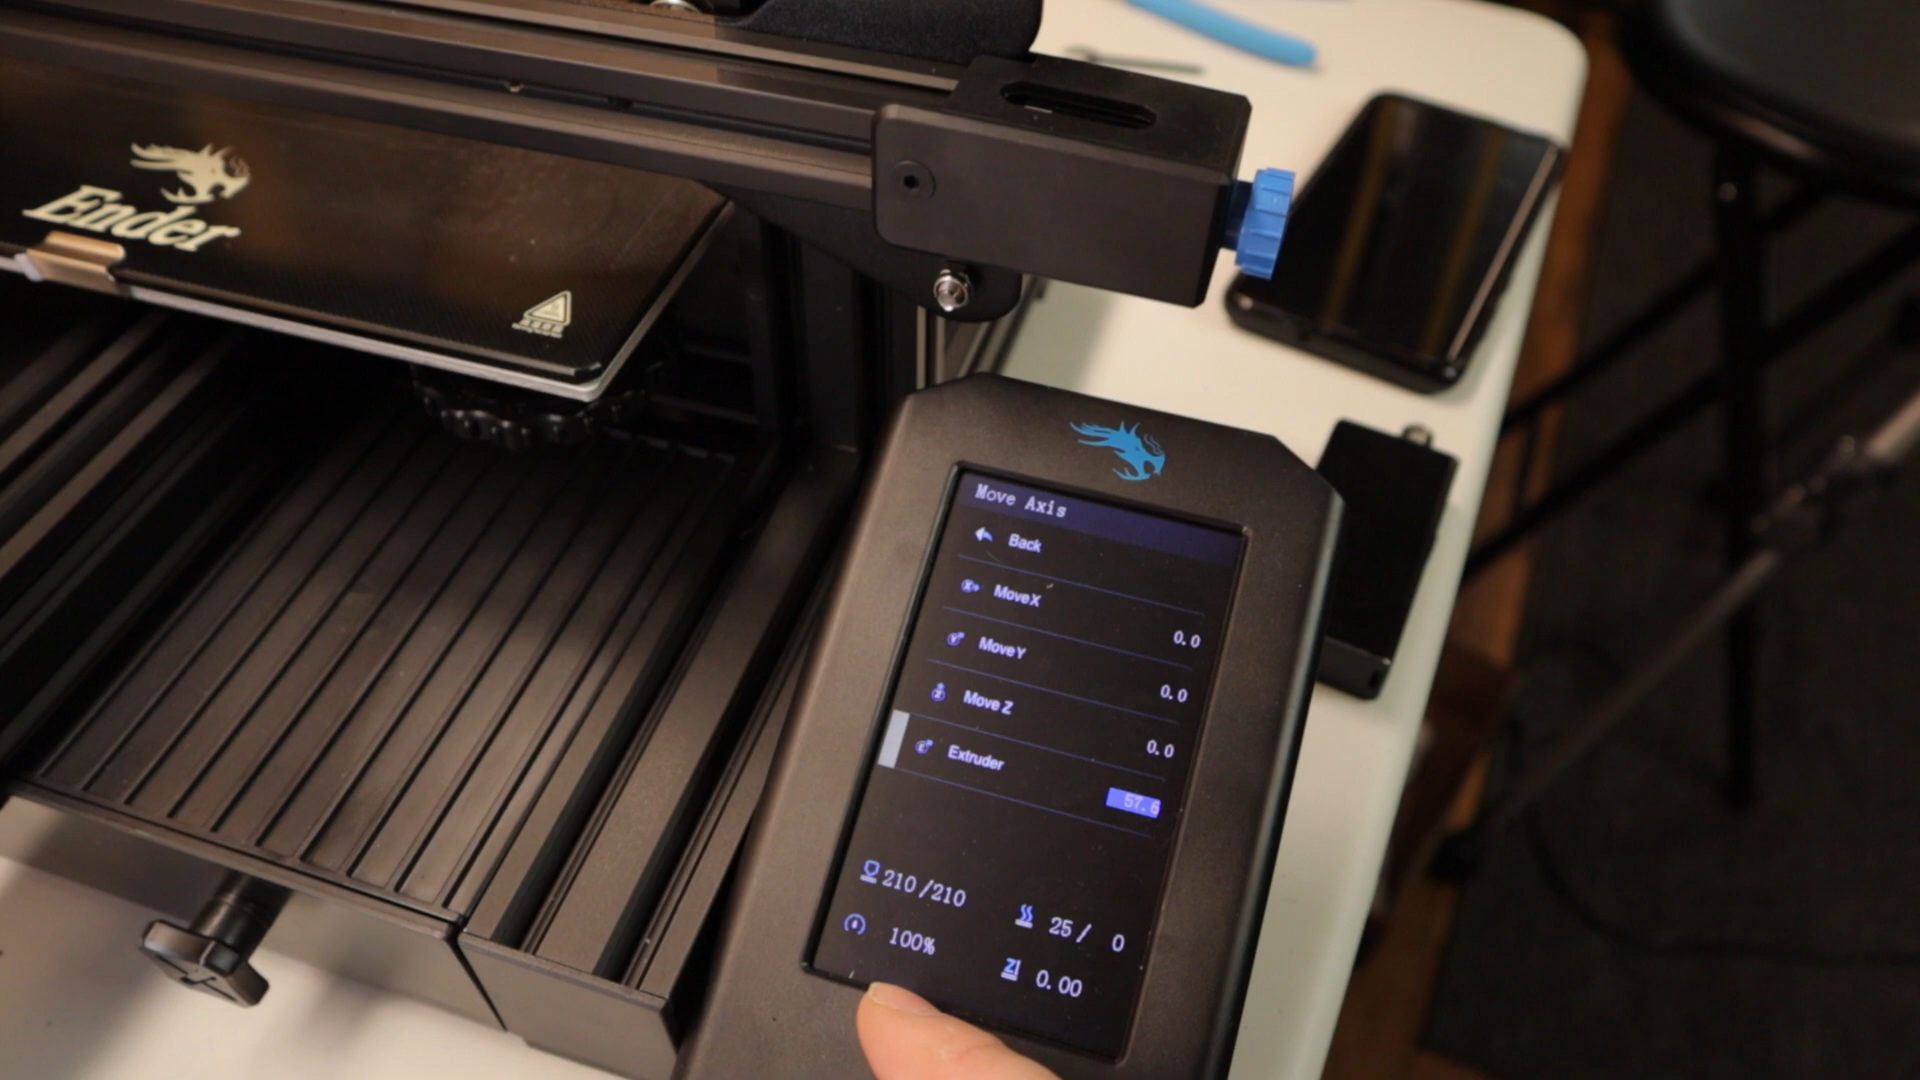 Ender
Move Axis
Back
Move X
0.0
Move Y
0.0
Move Z
0.0
Extruder
57.6
210/210
25/ 0
100%
0.00